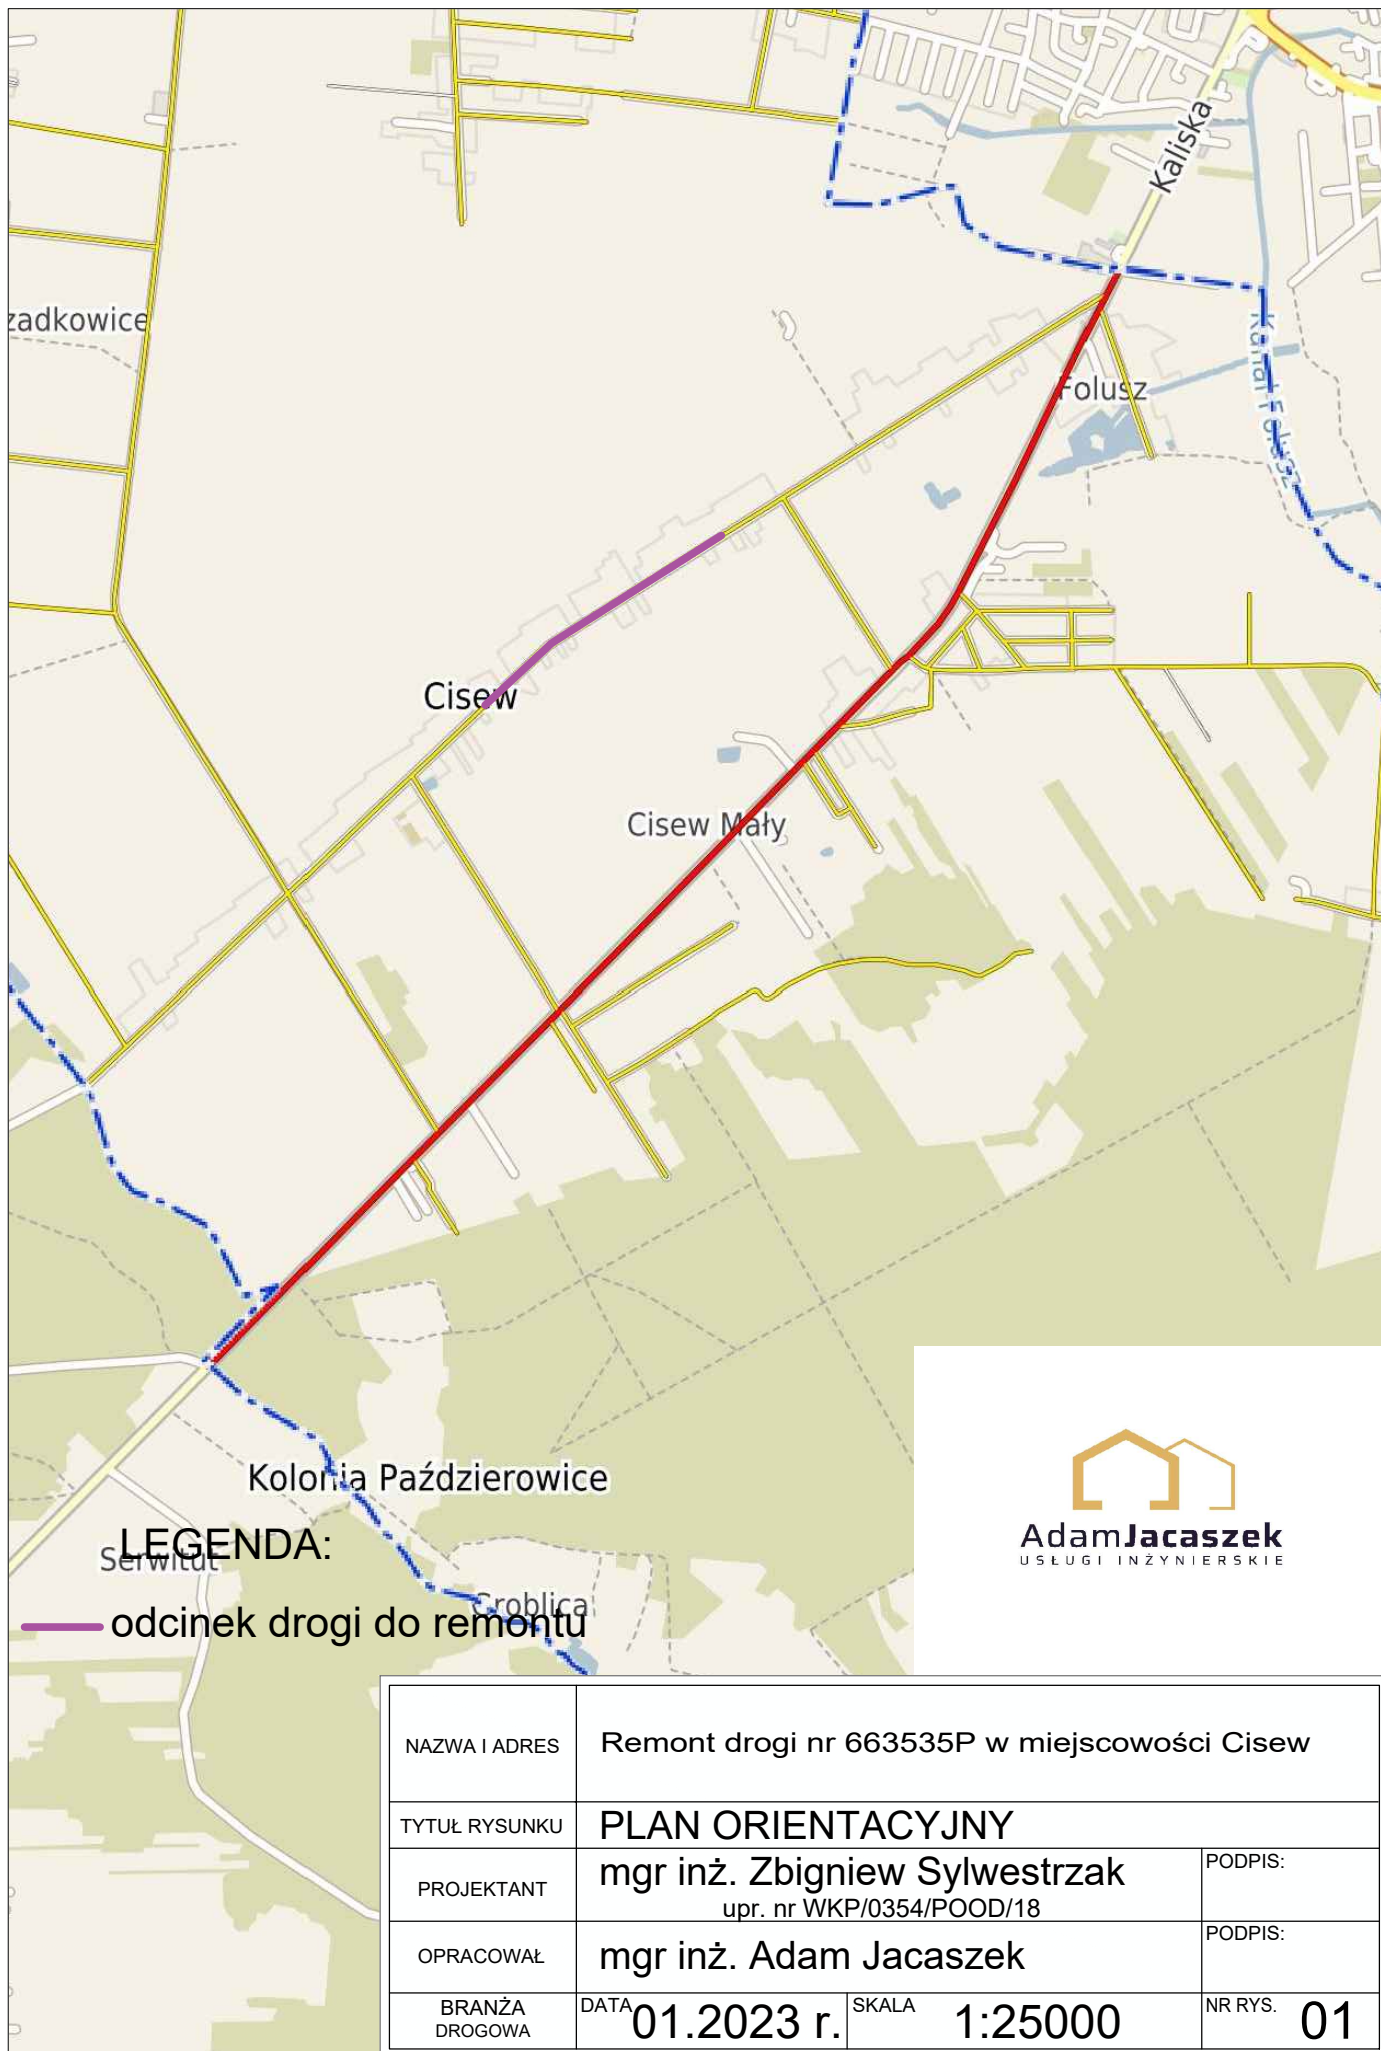 Kaliska
zadkowice
Folusz
Kanał Folusz
Cisew
Cisew Mały
Kolonia Paździerowice
LEGENDA:
Serwitut
Groblica
odcinek drogi do remontu
AdamJacaszek
USŁUGI INŻYNIERSKIE
NAZWA I ADRES
Remont drogi nr 663535P w miejscowości Cisew
TYTUŁ RYSUNKU
PLAN ORIENTACYJNY
PROJEKTANT
mgr inż. Zbigniew Sylwestrzak
upr. nr WKP/0354/POOD/18
PODPIS:
OPRACOWAŁ
mgr inż. Adam Jacaszek
PODPIS:
BRANŻA
DROGOWA
DATA 01.2023 r.
SKALA 1:25000
NR RYS. 01